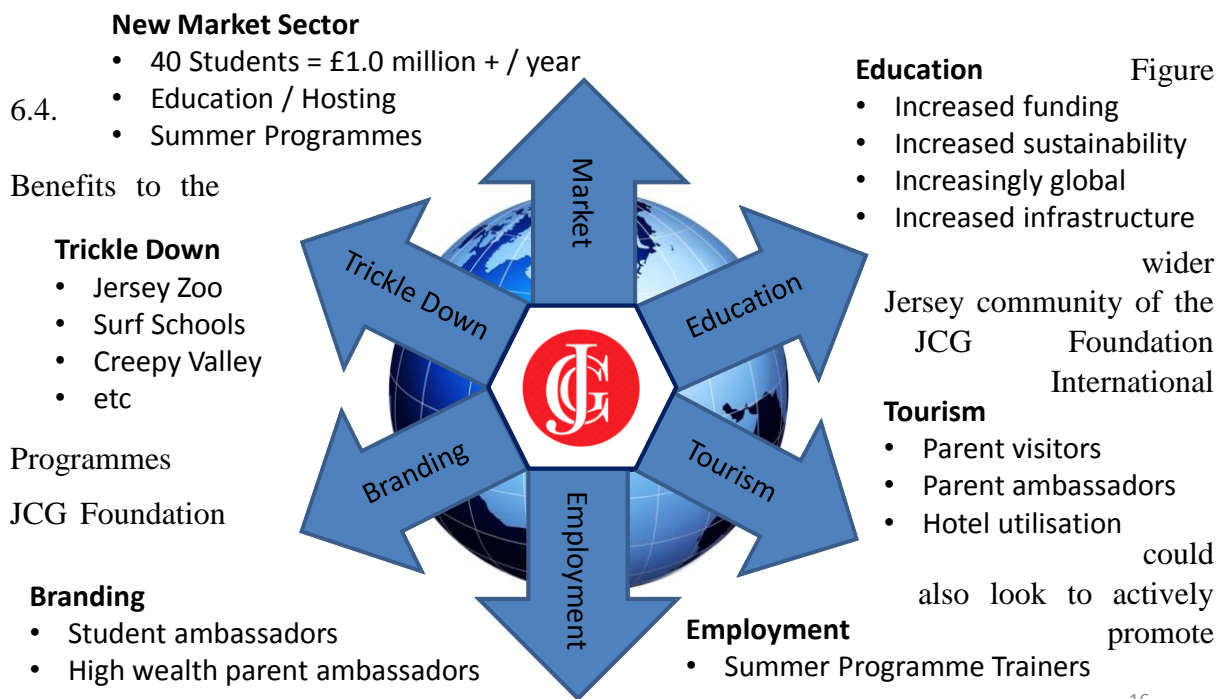 New Market Sector
• 40 Students = £1.0 million + / year
• Education / Hosting
• Summer Programmes
Education
• Increased funding
• Increased sustainability
• Increasingly global
• Increased infrastructure
Figure
6.4.
Benefits to the
wider
Jersey community of the
JCG Foundation
International
Programmes
JCG Foundation
could
also look to actively
promote
Trickle Down
• Jersey Zoo
• Surf Schools
• Creepy Valley
• etc
Market
Trickle Down
Education
JCG
Branding
Tourism
Employment
Tourism
• Parent visitors
• Parent ambassadors
• Hotel utilisation
Branding
• Student ambassadors
• High wealth parent ambassadors
Employment
• Summer Programme Trainers
16